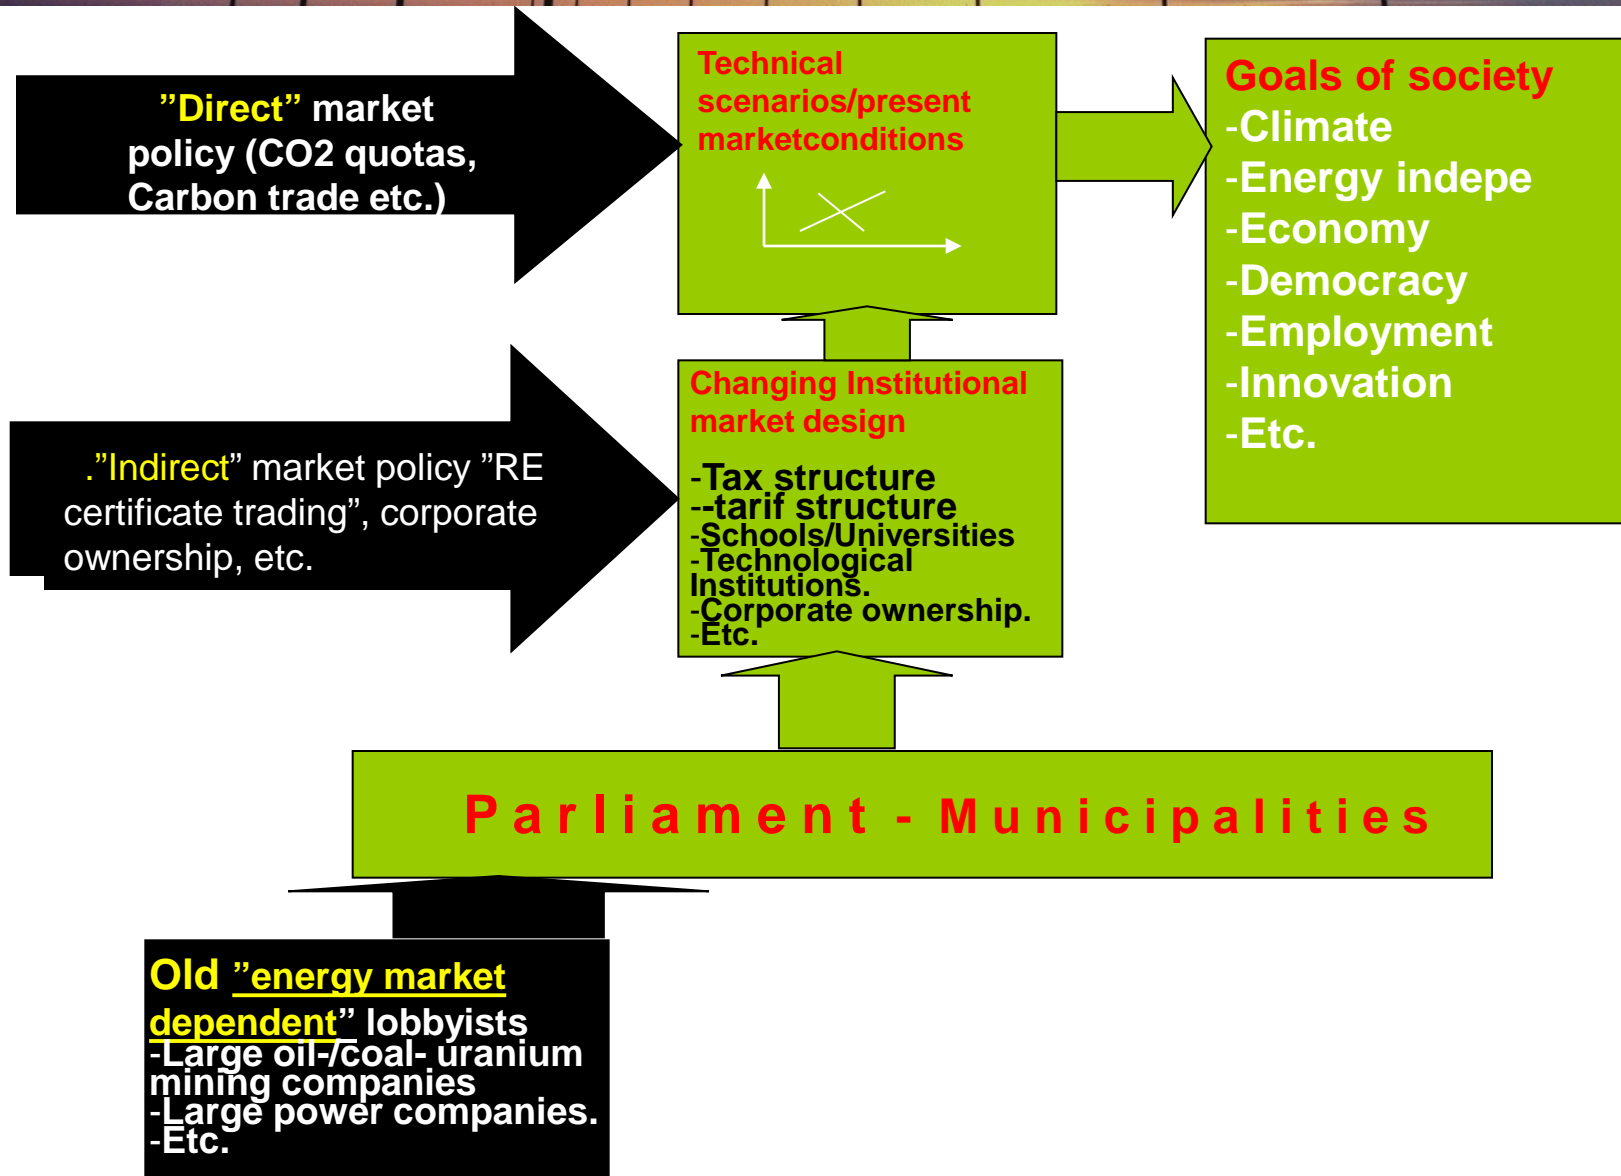 ”Direct” market
policy (CO2 quotas,
Carbon trade etc.)
Technical
scenarios/present
marketconditions
Goals of society
-Climate
-Energy indepe
-Economy
-Democracy
-Employment
-Innovation
-Etc.
.”Indirect” market policy ”RE
certificate trading”, corporate
ownership, etc.
Changing Institutional
market design
-Tax structure
--tarif structure
-Schools/Universities
-Technological
Institutions.
-Corporate ownership.
-Etc.
Parliament - Municipalities
Old ”energy market
dependent” lobbyists
-Large oil-/coal- uranium
mining companies
-Large power companies.
-Etc.